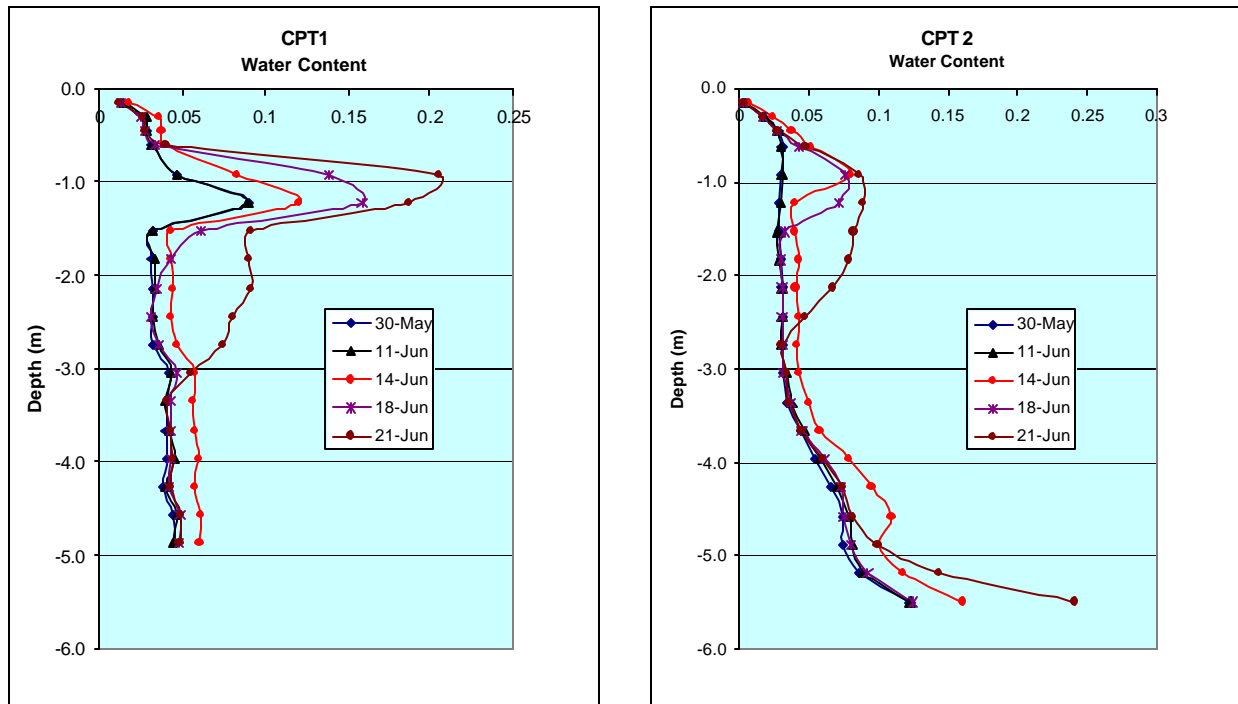 CPT1
Water Content
0.0
0 0.05 0.1 0.15 0.2 0.25
-1.0
-2.0
-3.0
-4.0
-5.0
-6.0
Depth (m)
30-May
11-Jun
14-Jun
18-Jun
21-Jun
CPT 2
Water Content
0.0
0 0.05 0.1 0.15 0.2 0.25 0.3
-1.0
-2.0
-3.0
-4.0
-5.0
-6.0
Depth (m)
30-May
11-Jun
14-Jun
18-Jun
21-Jun